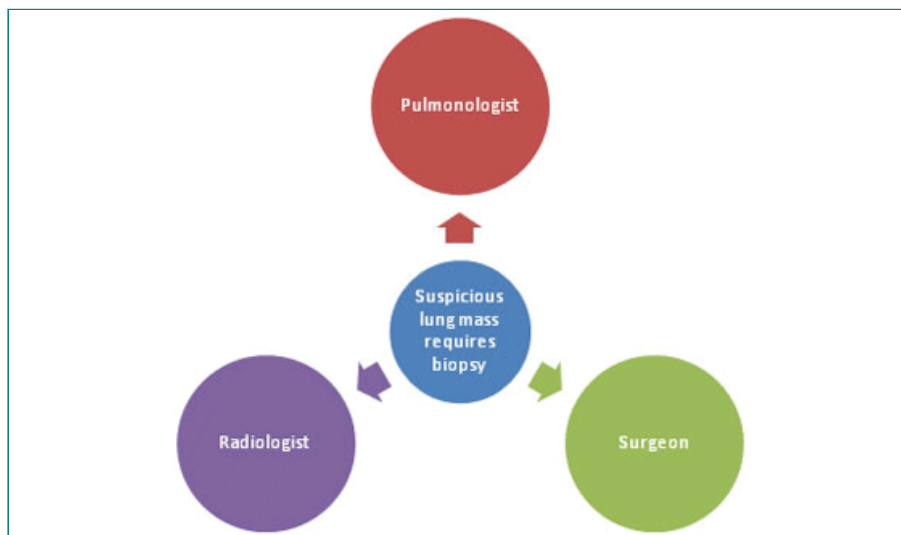 Pulmonologist
Suspicious
lung mass
requires
biopsy
Radiologist
Surgeon